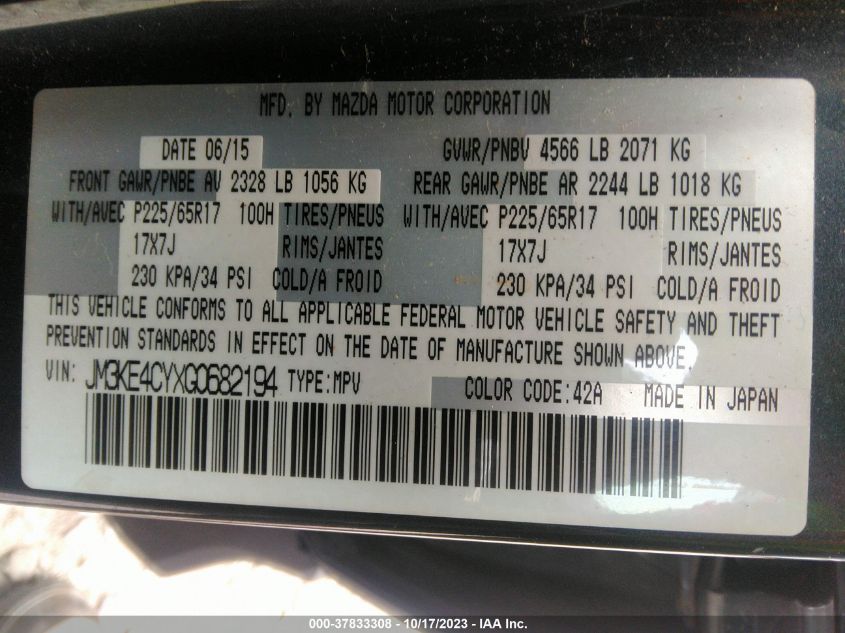 MFD. BY MAZDA MOTOR CORPORATION
DATE 06/15 GVWR/PNBV 4566 LB 2071 KG
FRONT GAWR/PNBE AV 2328 LB 1056 KG REAR GAWR/PNBE AR 2244 LB 1018 KG
WITH/AVEC P225/65R17 100H TIRES/PNEUS WITH/AVEC P225/65R17 100H TIRES/PNEUS
17X7J RIMS/JANTES 17X7J RIMS/JANTES
230 KPA/34 PSI COLD/A FROID 230 KPA/34 PSI COLD/A FROID
THIS VEHICLE CONFORMS TO ALL APPLICABLE FEDERAL MOTOR VEHICLE SAFETY AND THEFT
PREVENTION STANDARDS IN EFFECT ON THE DATE OF MANUFACTURE SHOWN ABOVE.
VIN: JM3KE4CYXG0682194 TYPE:MPV COLOR CODE:42A MADE IN JAPAN
000-37833308 - 10/17/2023 - IAA Inc.